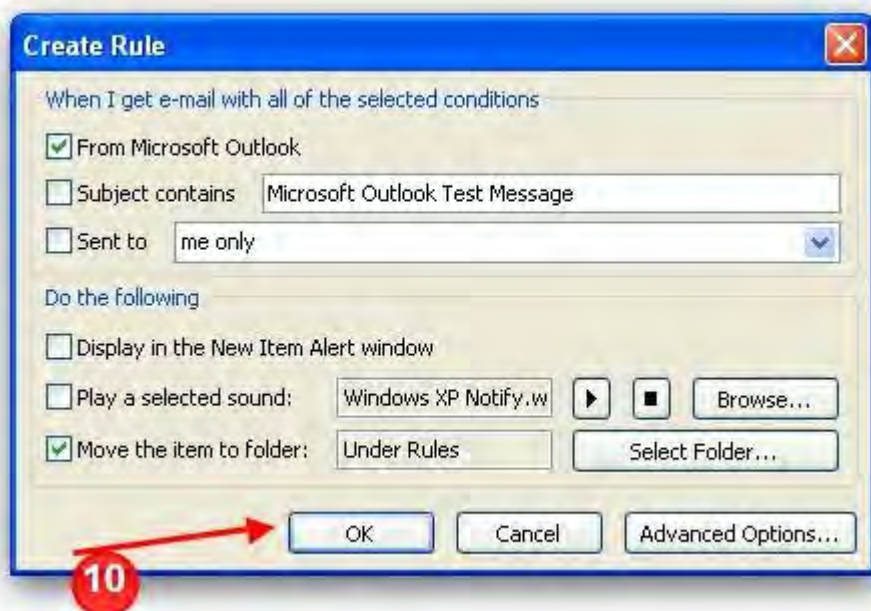 Create Rule
When I get e-mail with all of the selected conditions
From Microsoft Outlook
Subject contains Microsoft Outlook Test Message
Sent to me only
Do the following
Display in the New Item Alert window
Play a selected sound: Windows XP Notify.w Browse...
Move the item to folder: Under Rules Select Folder...
OK Cancel Advanced Options...
10